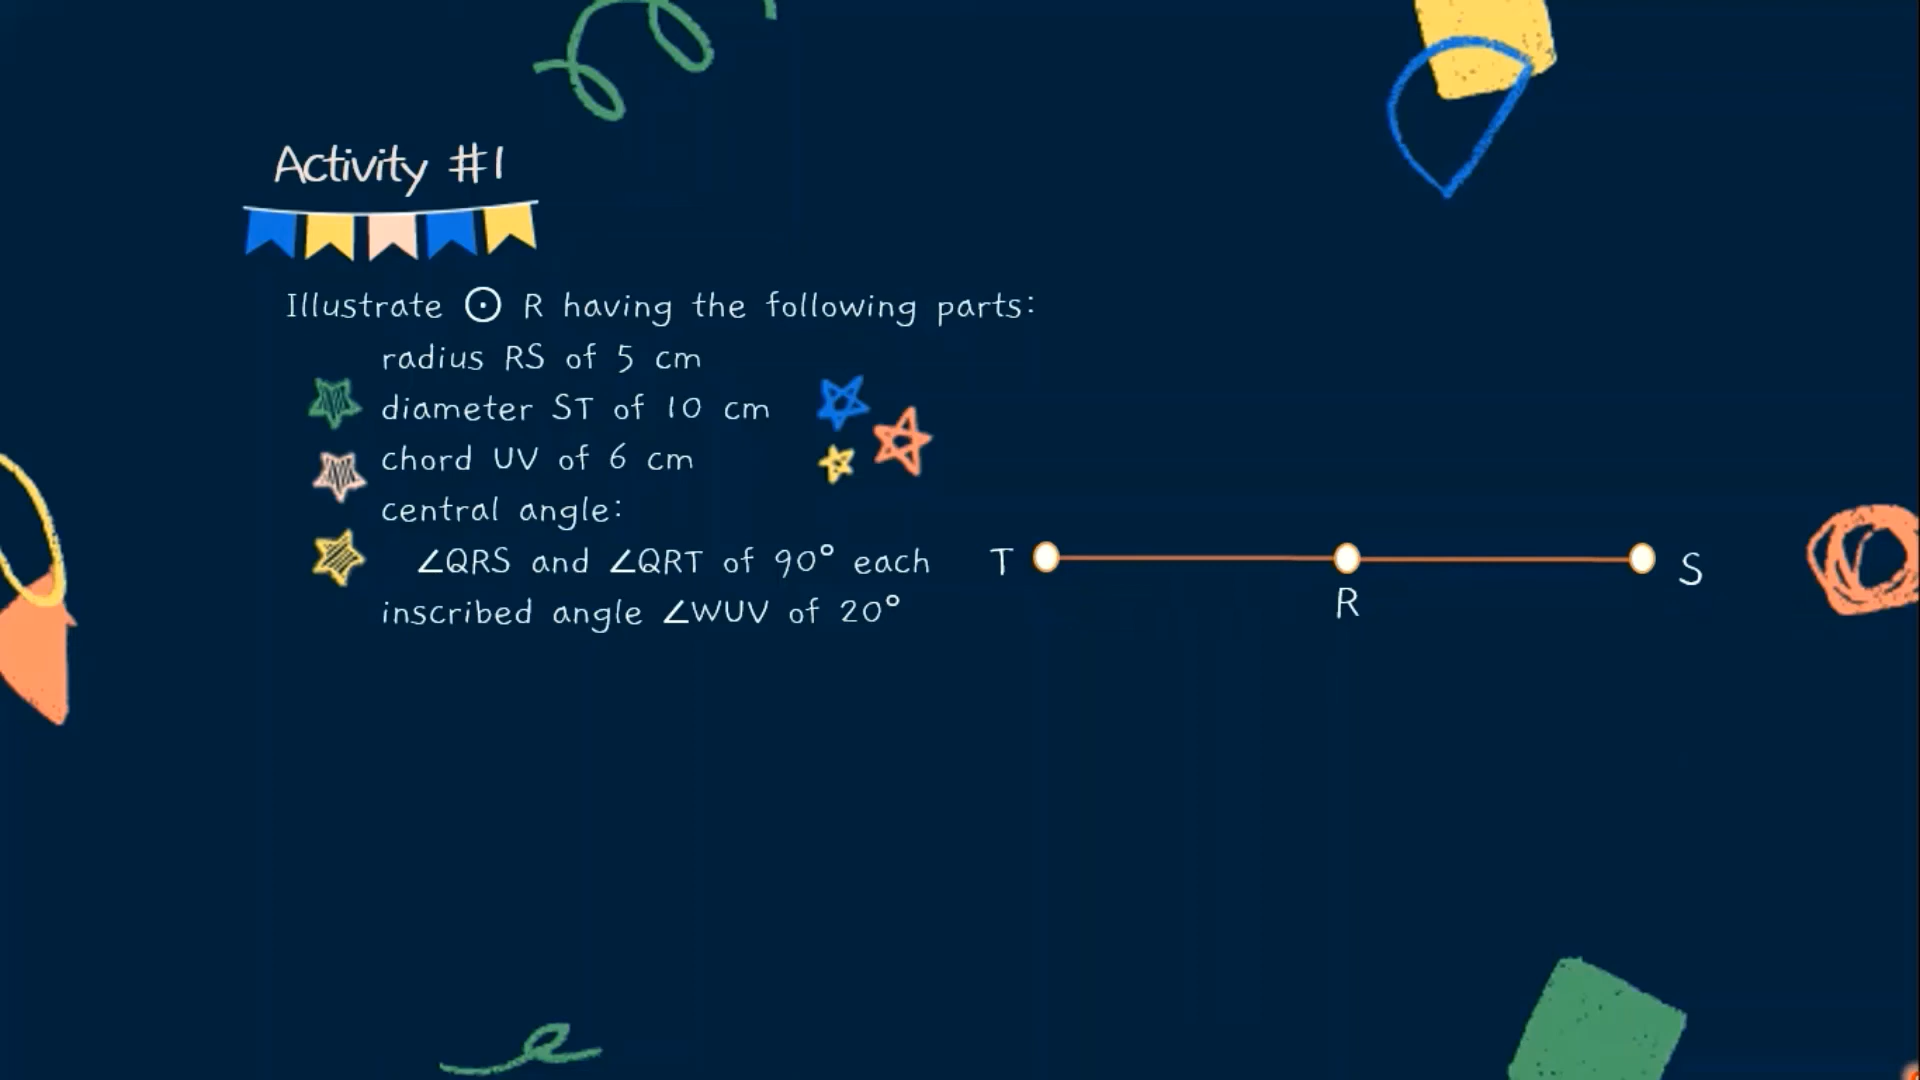 Activity #1
Illustrate ⊙ R having the following parts:
radius RS of 5 cm
diameter ST of 10 cm
chord UV of 6 cm
central angle:
∠QRS and ∠QRT of 90° each
inscribed angle ∠WUV of 20°
T
S
R